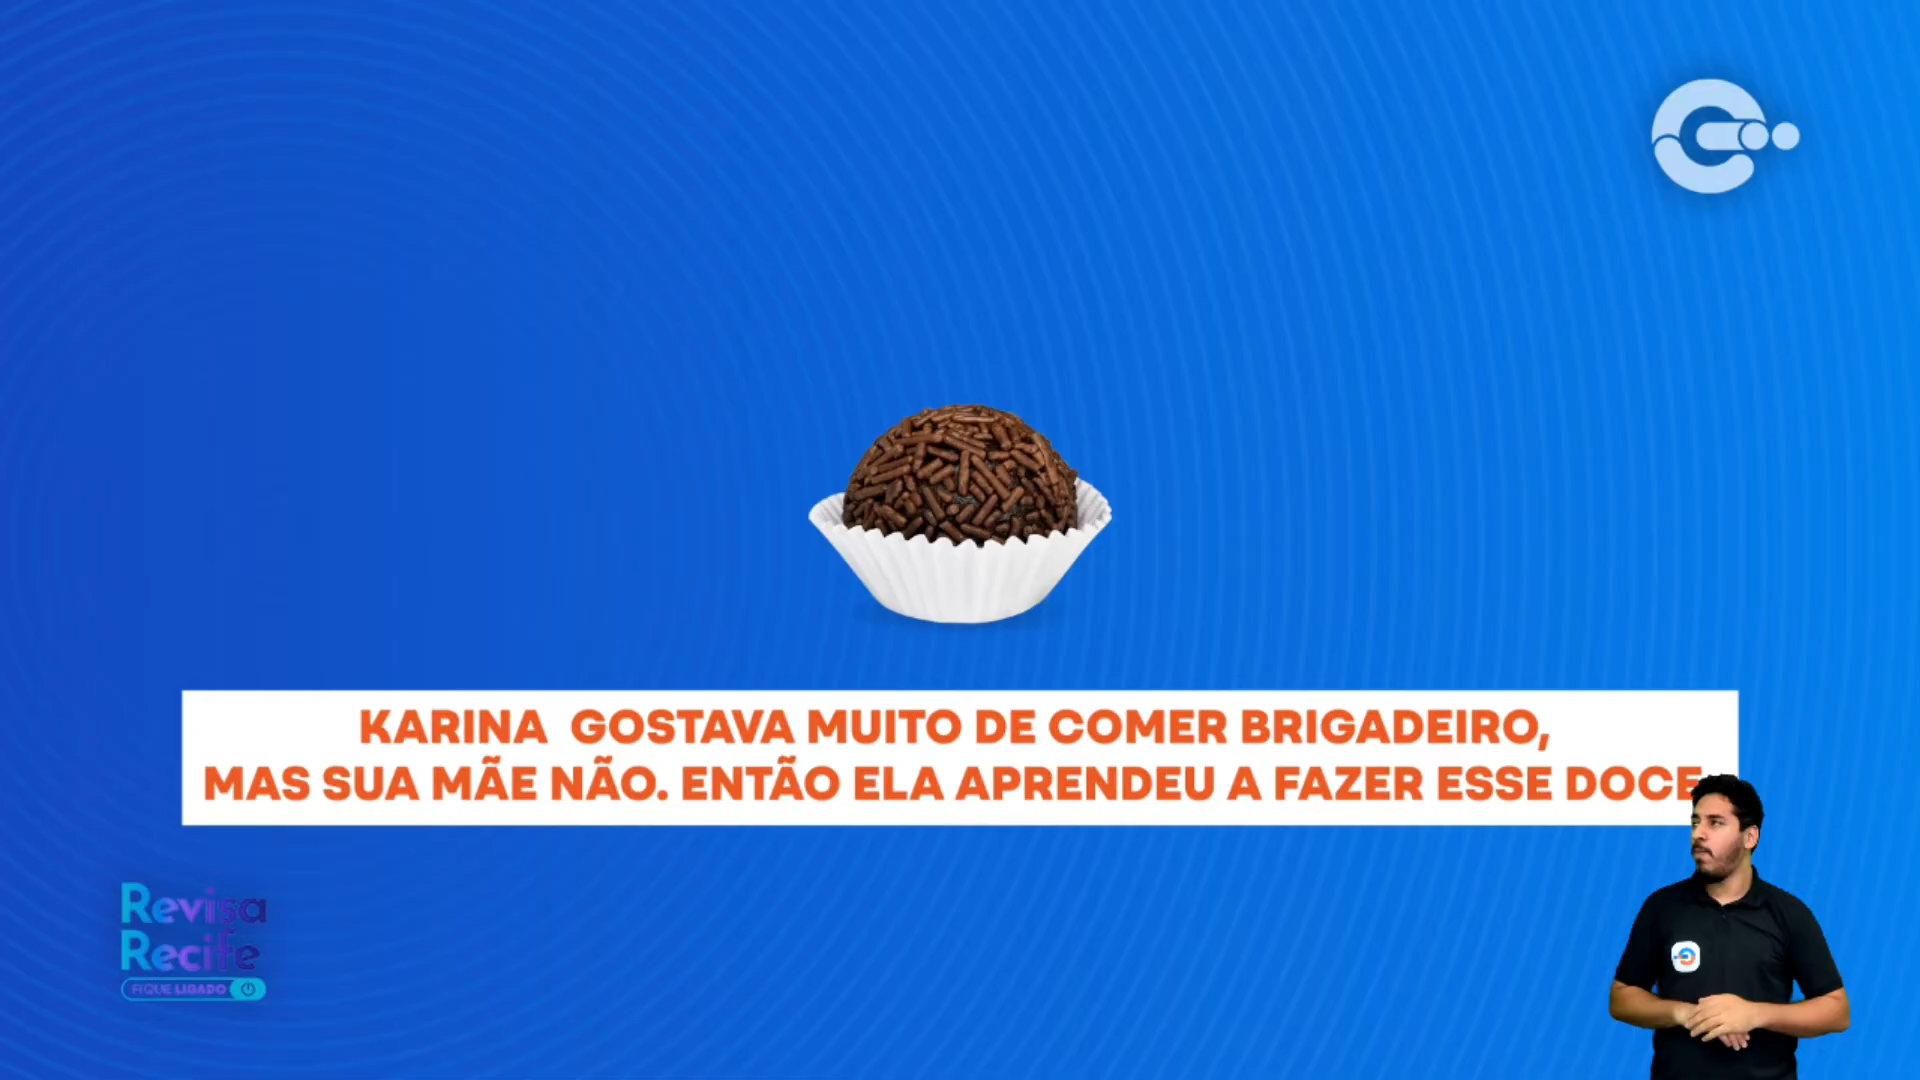 KARINA GOSTAVA MUITO DE COMER BRIGADEIRO,
MAS SUA MÃE NÃO. ENTÃO ELA APRENDEU A FAZER ESSE DOCE
Revisa
Recife
FIQUE LIGADO